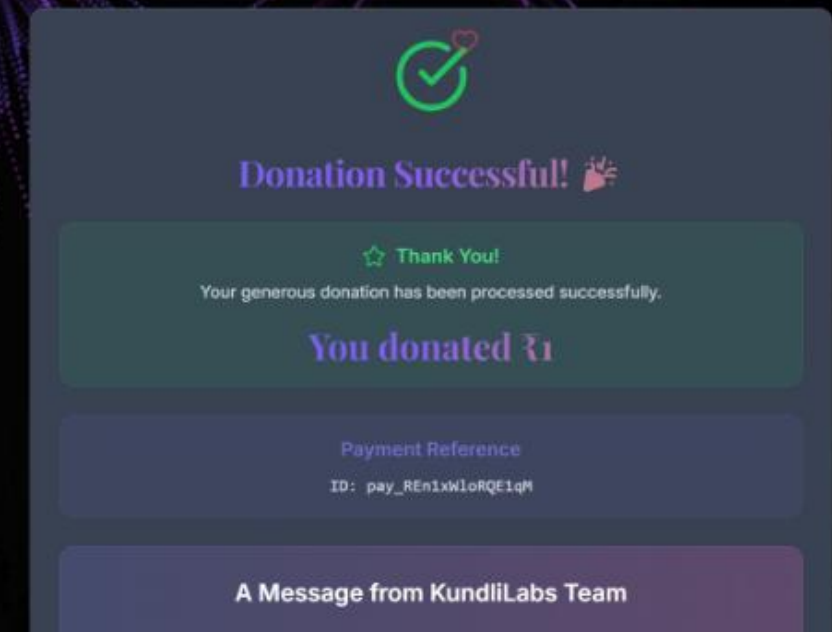 Donation Successful! 🎉
Thank You!
Your generous donation has been processed successfully.
You donated ₹1
Payment Reference
ID: pay_REn1xWloRQE1qM
A Message from KundliLabs Team